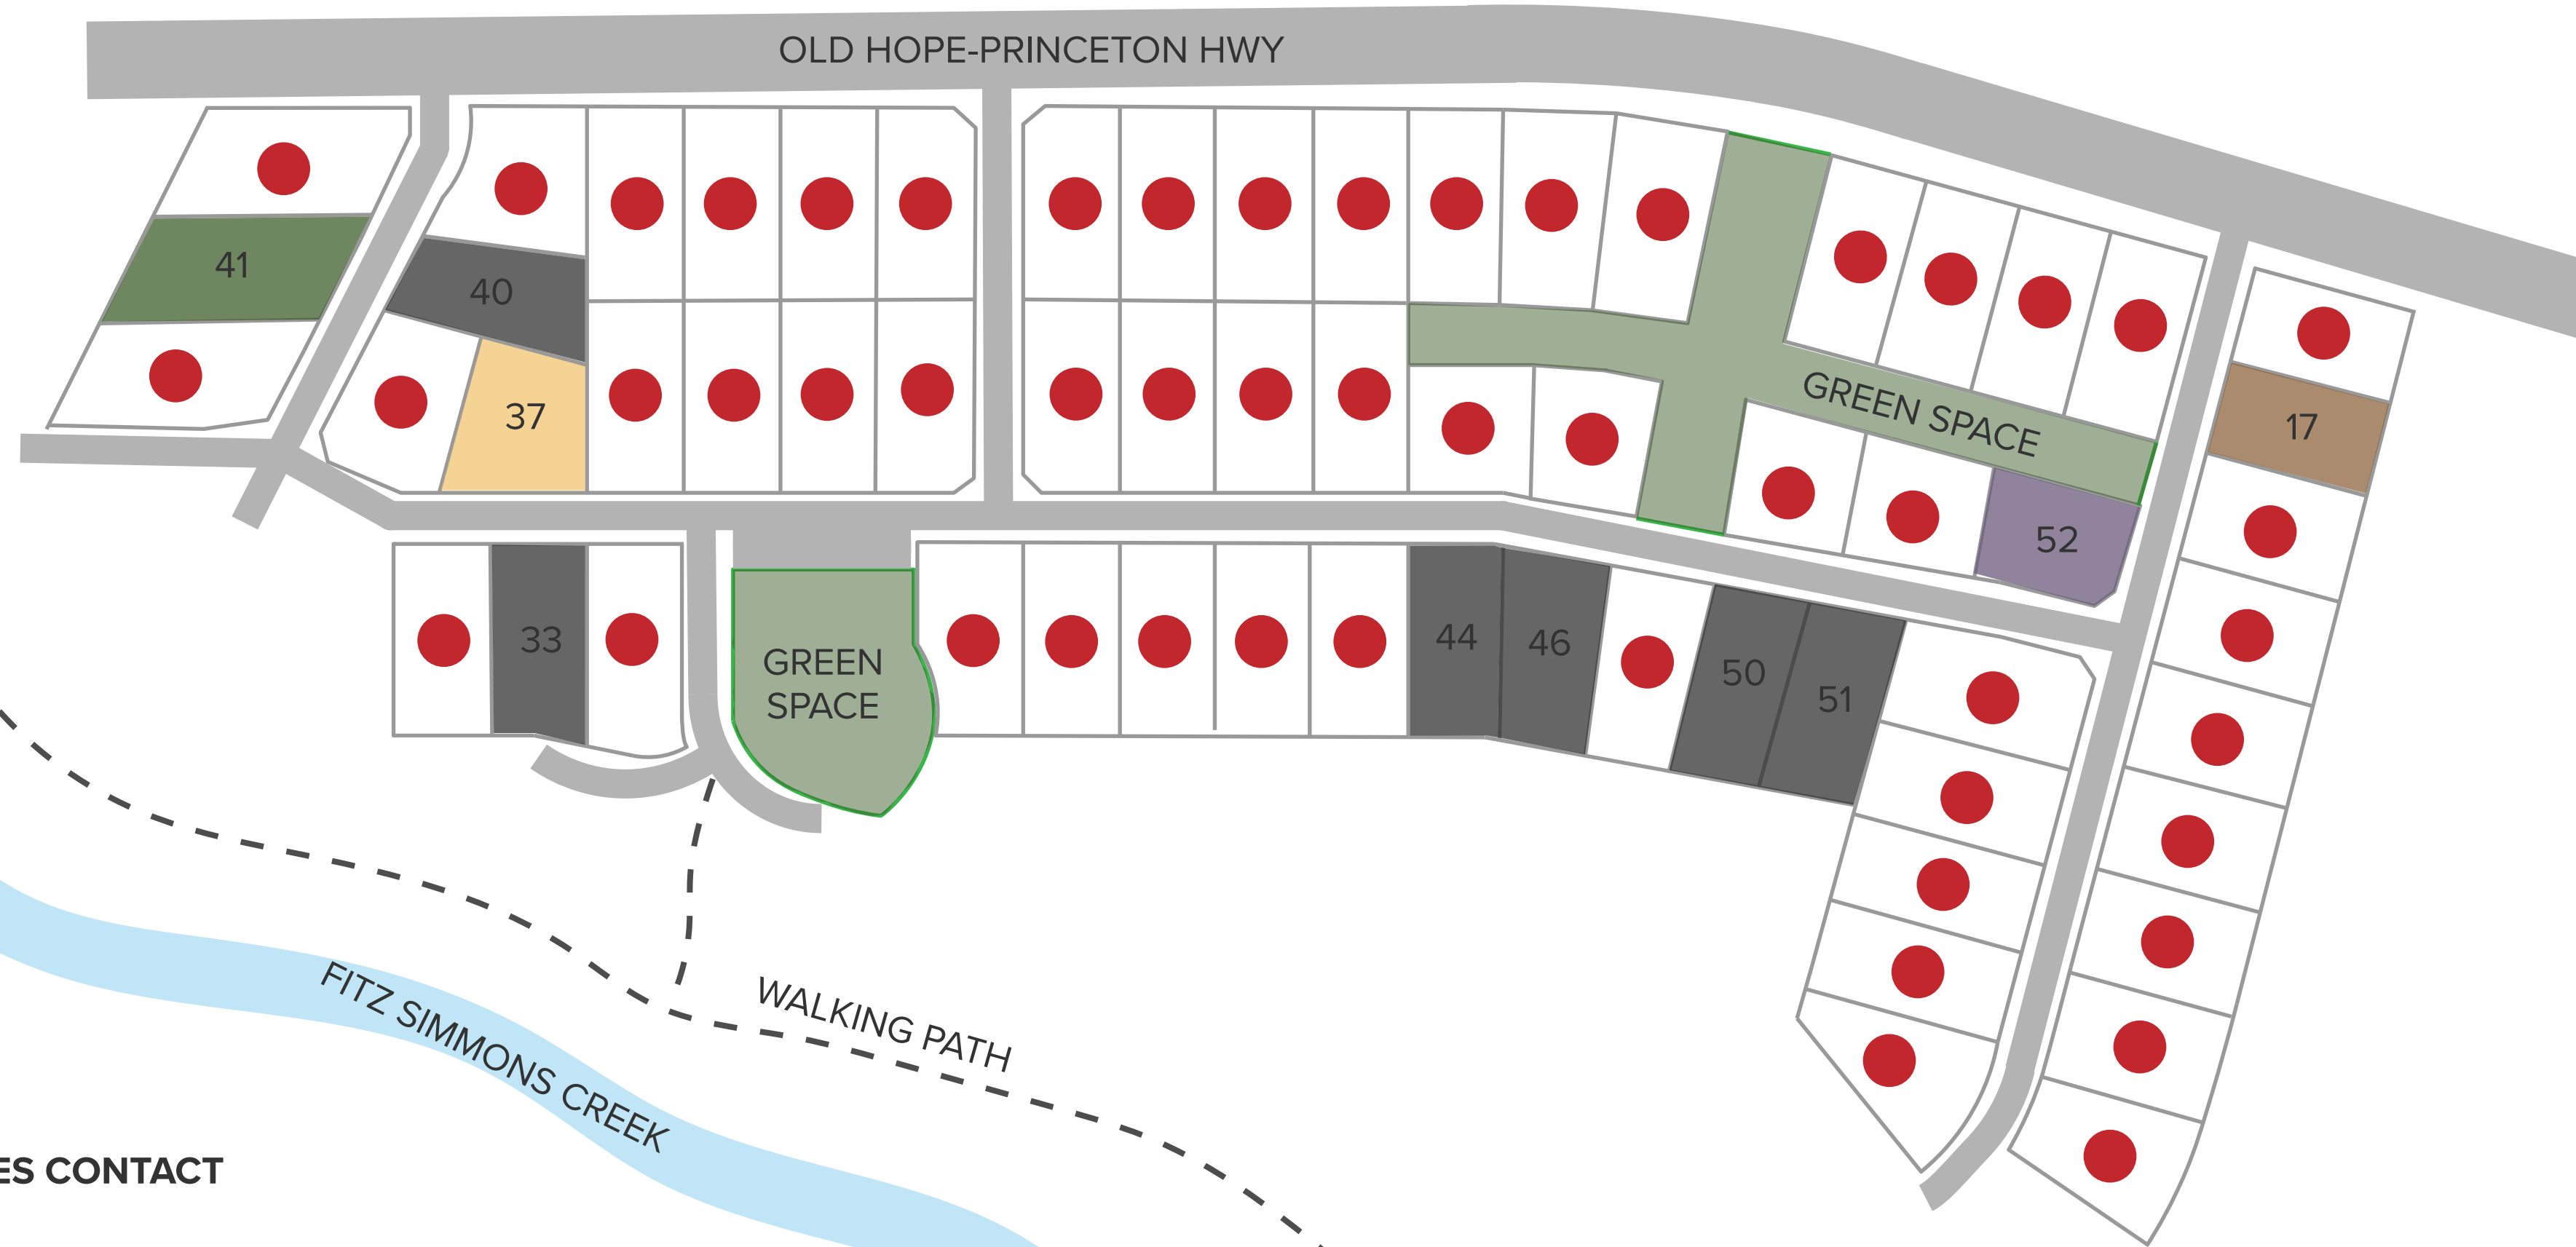 OLD HOPE-PRINCETON HWY
41
40
37
GREEN SPACE
17
52
33
44
46
50
51
GREEN
SPACE
WALKING PATH
FITZ SIMMONS CREEK
ES CONTACT